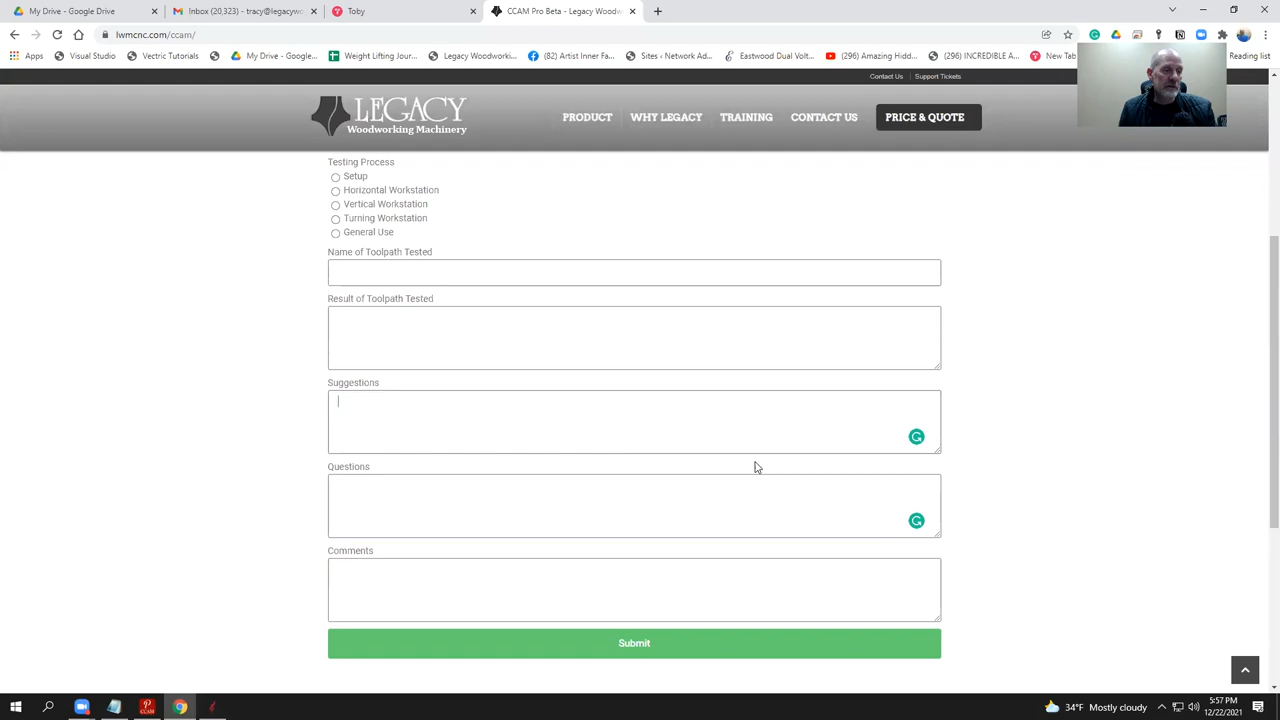 My Drive - Google Drive
Inbox (20,323) - tracy@legacywo
Toby
CCAM Pro Beta - Legacy Woodw
lwmcnc.com/ccam/
Apps
Visual Studio
Vectric Tutorials
My Drive - Google...
Weight Lifting Jour...
Legacy Woodworki...
(82) Artist Inner Fa...
Sites ‹ Network Ad...
Eastwood Dual Volt...
(296) Amazing Hidd...
(296) INCREDIBLE A...
New Tab
Reading list
Contact Us
Support Tickets
LEGACY
Woodworking Machinery
PRODUCT
WHY LEGACY
TRAINING
CONTACT US
PRICE & QUOTE
Testing Process
Setup
Horizontal Workstation
Vertical Workstation
Turning Workstation
General Use
Name of Toolpath Tested
Result of Toolpath Tested
Suggestions
Questions
Comments
Submit
CCAM
34°F Mostly cloudy
5:57 PM
12/22/2021